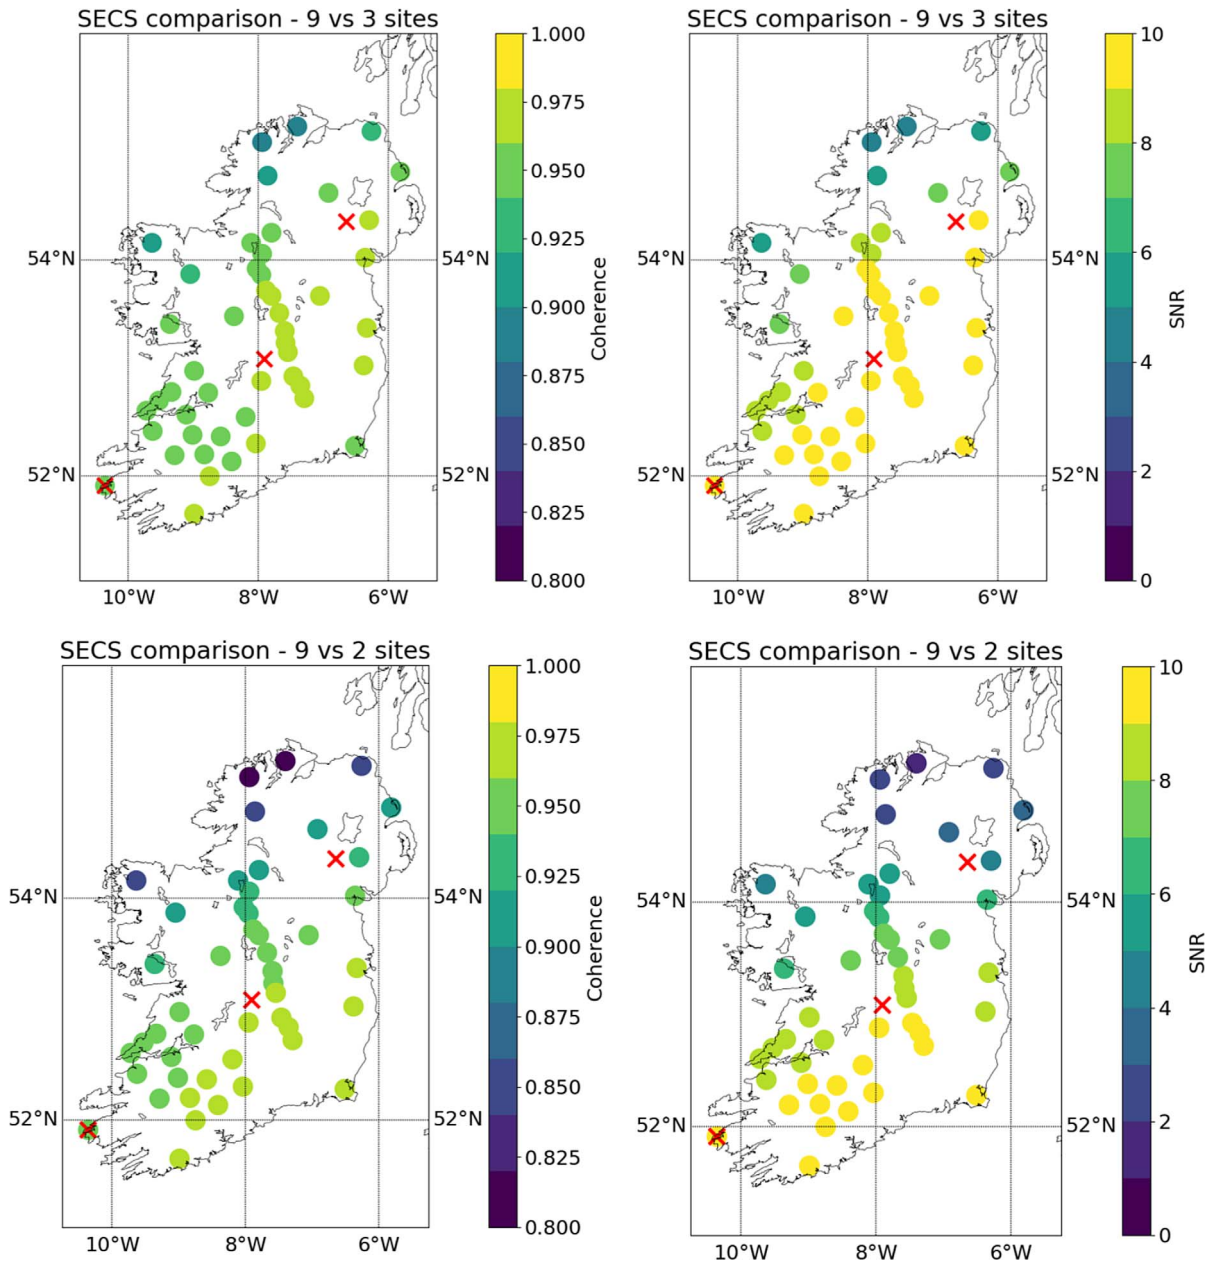 SECS comparison - 9 vs 3 sites
54°N
52°N
10°W
8°W
6°W
1.000
0.975
0.950
0.925
0.900
0.875
0.850
0.825
0.800
Coherence
SECS comparison - 9 vs 3 sites
54°N
54°N
52°N
52°N
10°W
8°W
6°W
10
8
6
4
2
0
SNR
SECS comparison - 9 vs 2 sites
54°N
52°N
10°W
8°W
6°W
1.000
0.975
0.950
0.925
0.900
0.875
0.850
0.825
0.800
Coherence
SECS comparison - 9 vs 2 sites
54°N
54°N
52°N
52°N
10°W
8°W
6°W
10
8
6
4
2
0
SNR